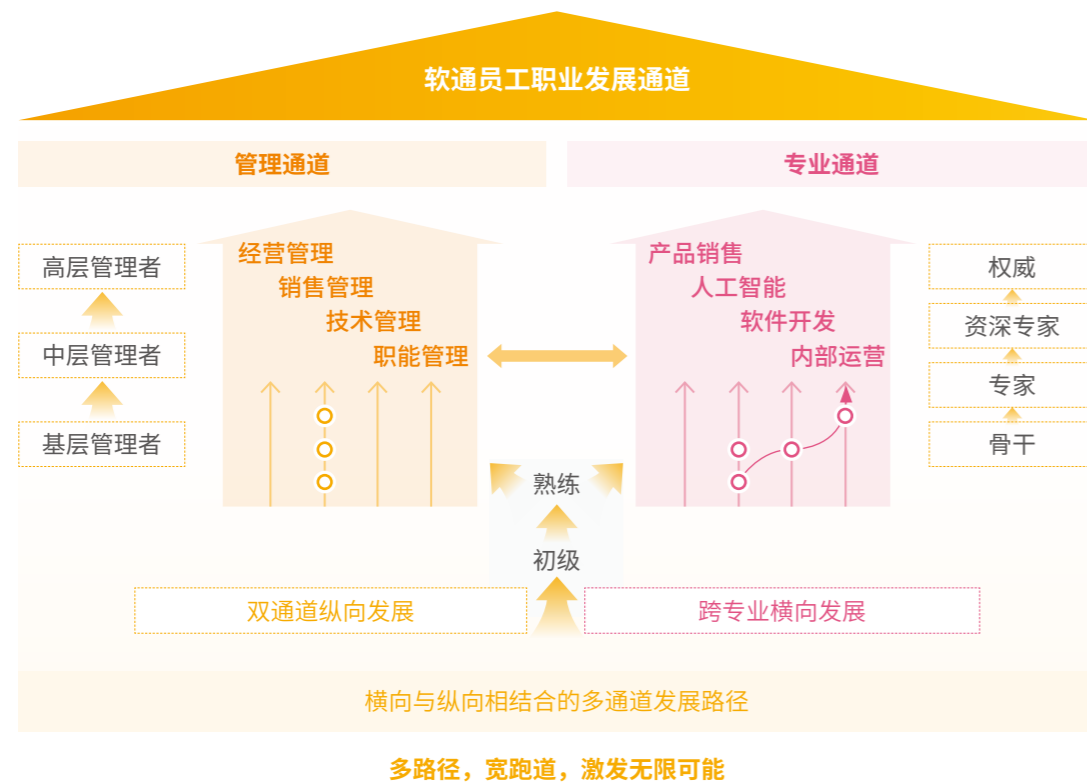 软通员工职业发展通道
管理通道
专业通道
高层管理者
中层管理者
基层管理者
经营管理
销售管理
技术管理
职能管理
产品销售
人工智能
软件开发
内部运营
权威
资深专家
专家
骨干
熟练
初级
双通道纵向发展
跨专业横向发展
横向与纵向相结合的多通道发展路径
多路径，宽跑道，激发无限可能